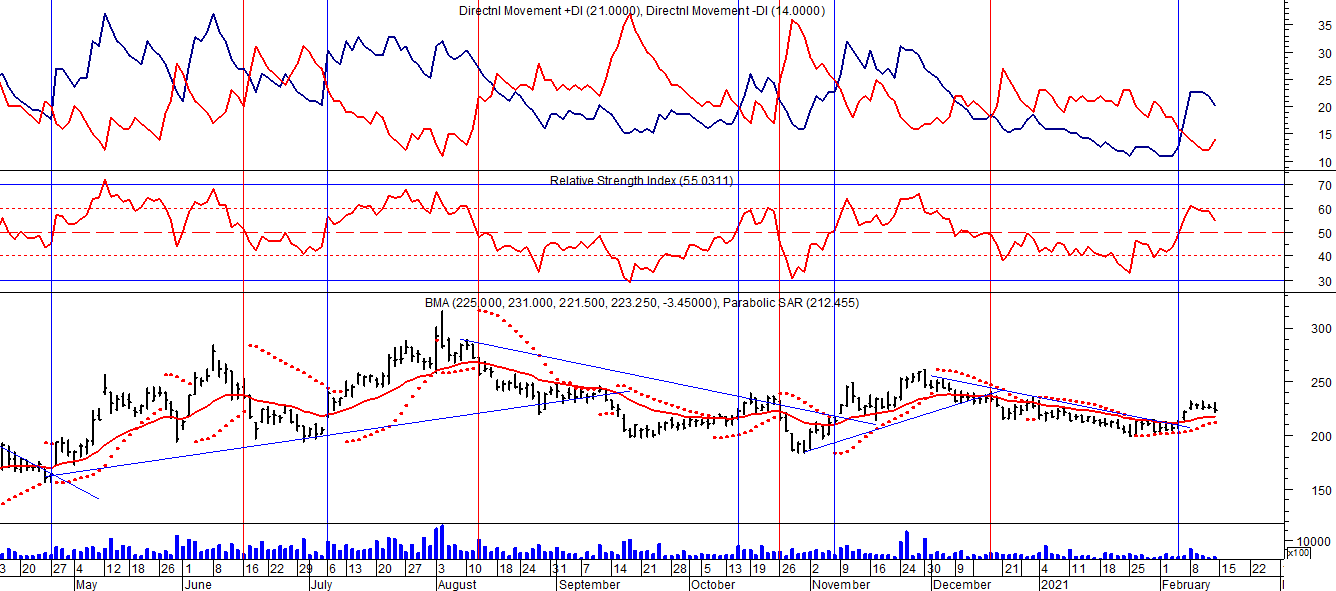 Directnl Movement +DI (21.0000), Directnl Movement -DI (14.0000)
35
30
25
20
15
10
Relative Strength Index (55.0311)
70
60
50
40
30
BMA (225.000, 231.000, 221.500, 223.250, -3.45000), Parabolic SAR (212.455)
300
250
200
150
10000
x100
3 20 27 4 12 18 26 1 8 16 22 29 6 13 20 27 3 10 18 24 31 7 14 21 28 5 13 19 26 2 9 16 24 30 9 21 4 11 18 25 1 8 15 22
May June July August September October November December 2021 February